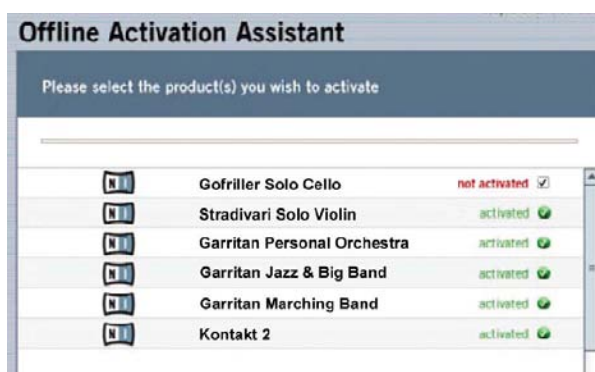 Offline Activation Assistant
Please select the product(s) you wish to activate
NI Gofriller Solo Cello not activated
NI Stradivari Solo Violin activated
NI Garritan Personal Orchestra activated
NI Garritan Jazz & Big Band activated
NI Garritan Marching Band activated
NI Kontakt 2 activated